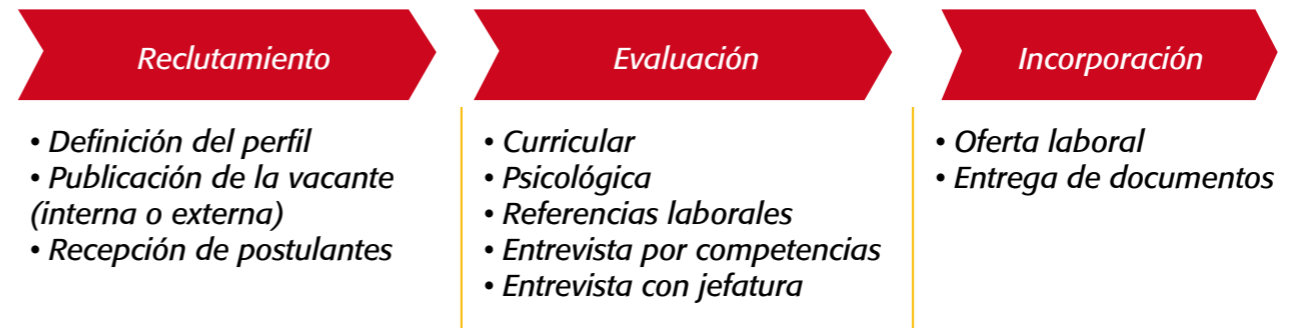 Reclutamiento
• Definición del perfil
• Publicación de la vacante
(interna o externa)
• Recepción de postulantes
Evaluación
• Curricular
• Psicológica
• Referencias laborales
• Entrevista por competencias
• Entrevista con jefatura
Incorporación
• Oferta laboral
• Entrega de documentos